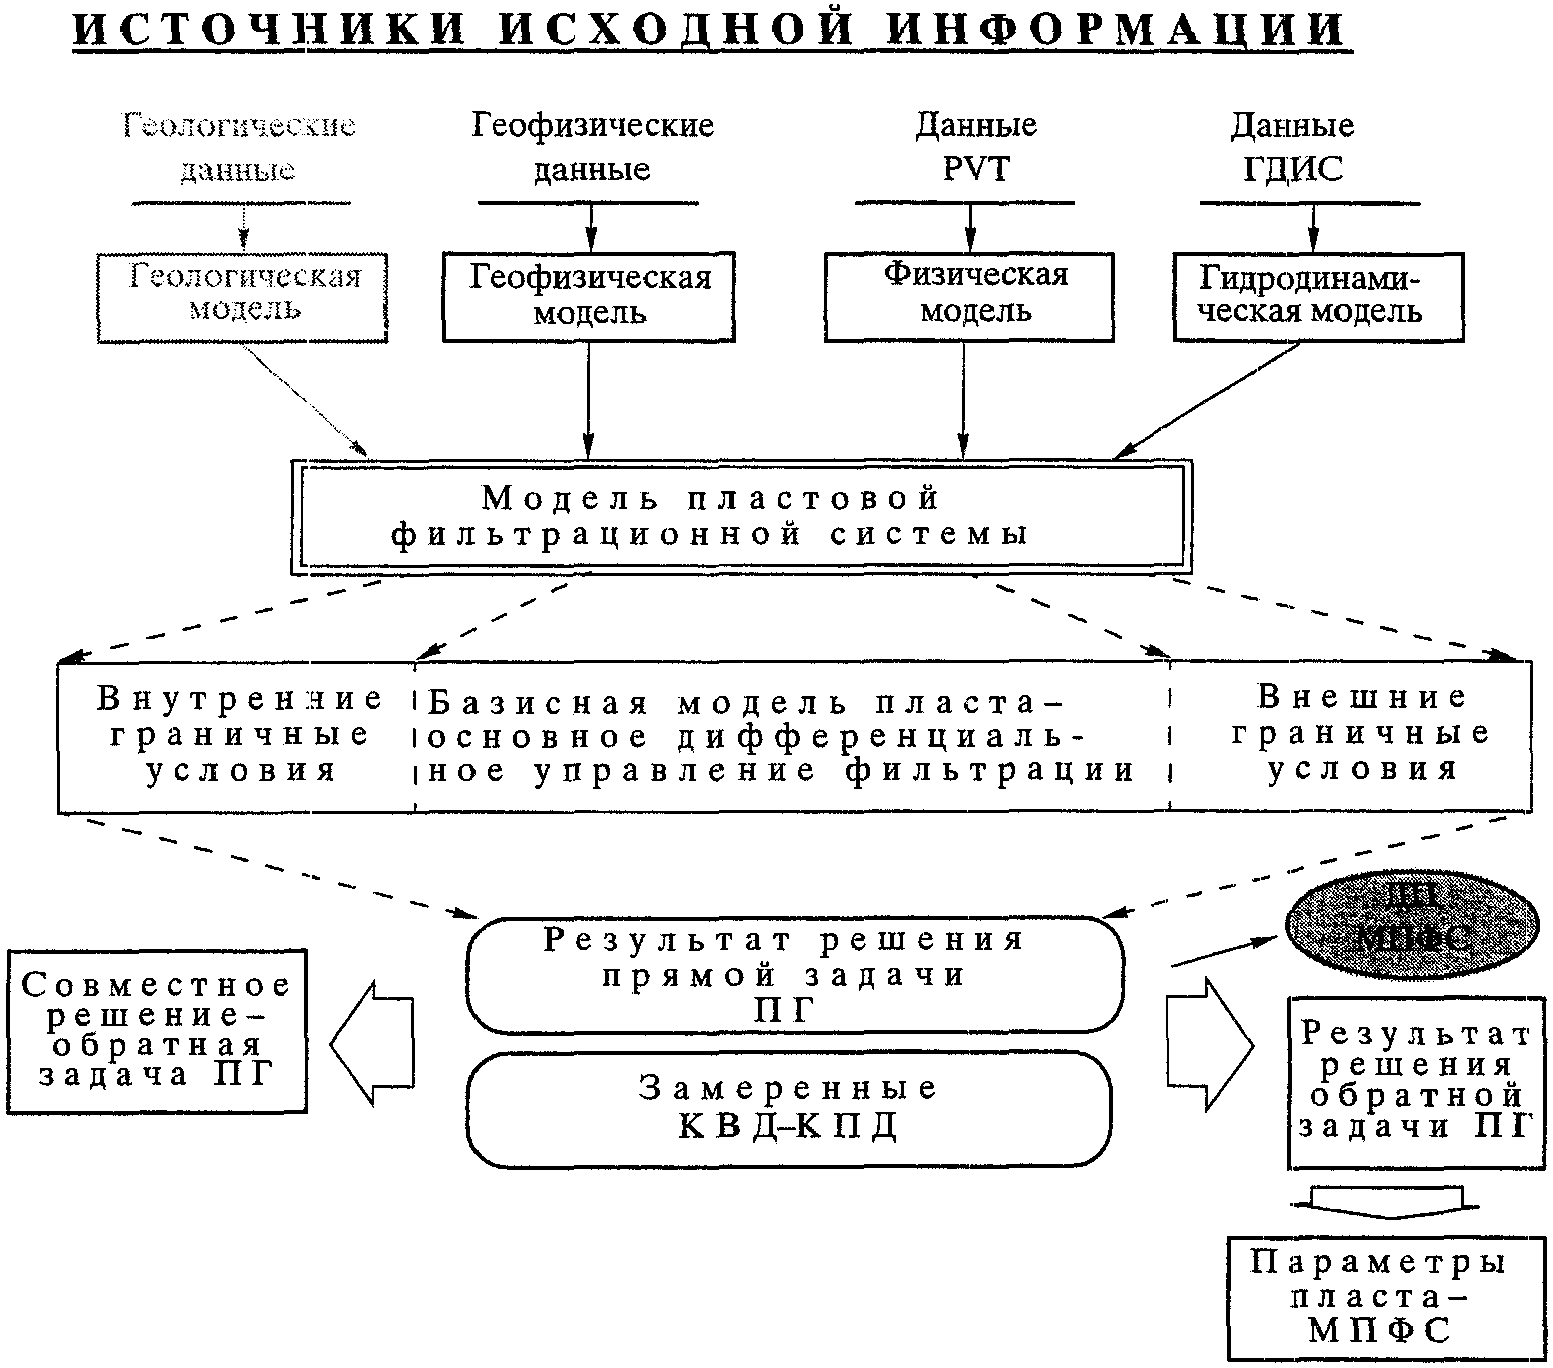 ИСТОЧНИКИ ИСХОДНОЙ ИНФОРМАЦИИ
Геологические
данные
Геофизические
данные
Данные
PVT
Данные
ГДИС
Геологическая
модель
Геофизическая
модель
Физическая
модель
Гидродинами-
ческая модель
Модель пластовой
фильтрационной системы
Внутренние
граничные
условия
Базисная модель пласта–
основное дифференциаль-
ное управление фильтрации
Внешние
граничные
условия
Результат решения
прямой задачи
ПГ
ДП
МПФС
Совместное
решение–
обратная
задача ПГ
Замеренные
КВД–КПД
Результат
решения
обратной
задачи ПГ
Параметры
пласта–
МПФС